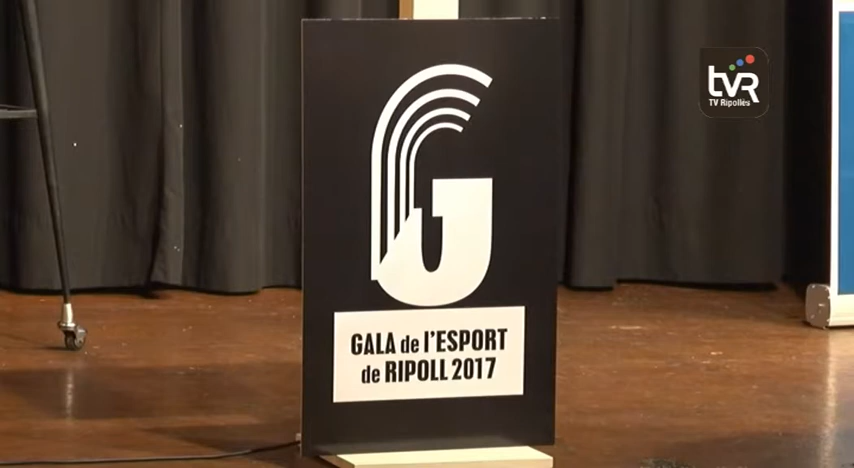 tvR
TV Ripollès
G
GALA de l'ESPORT
de RIPOLL 2017